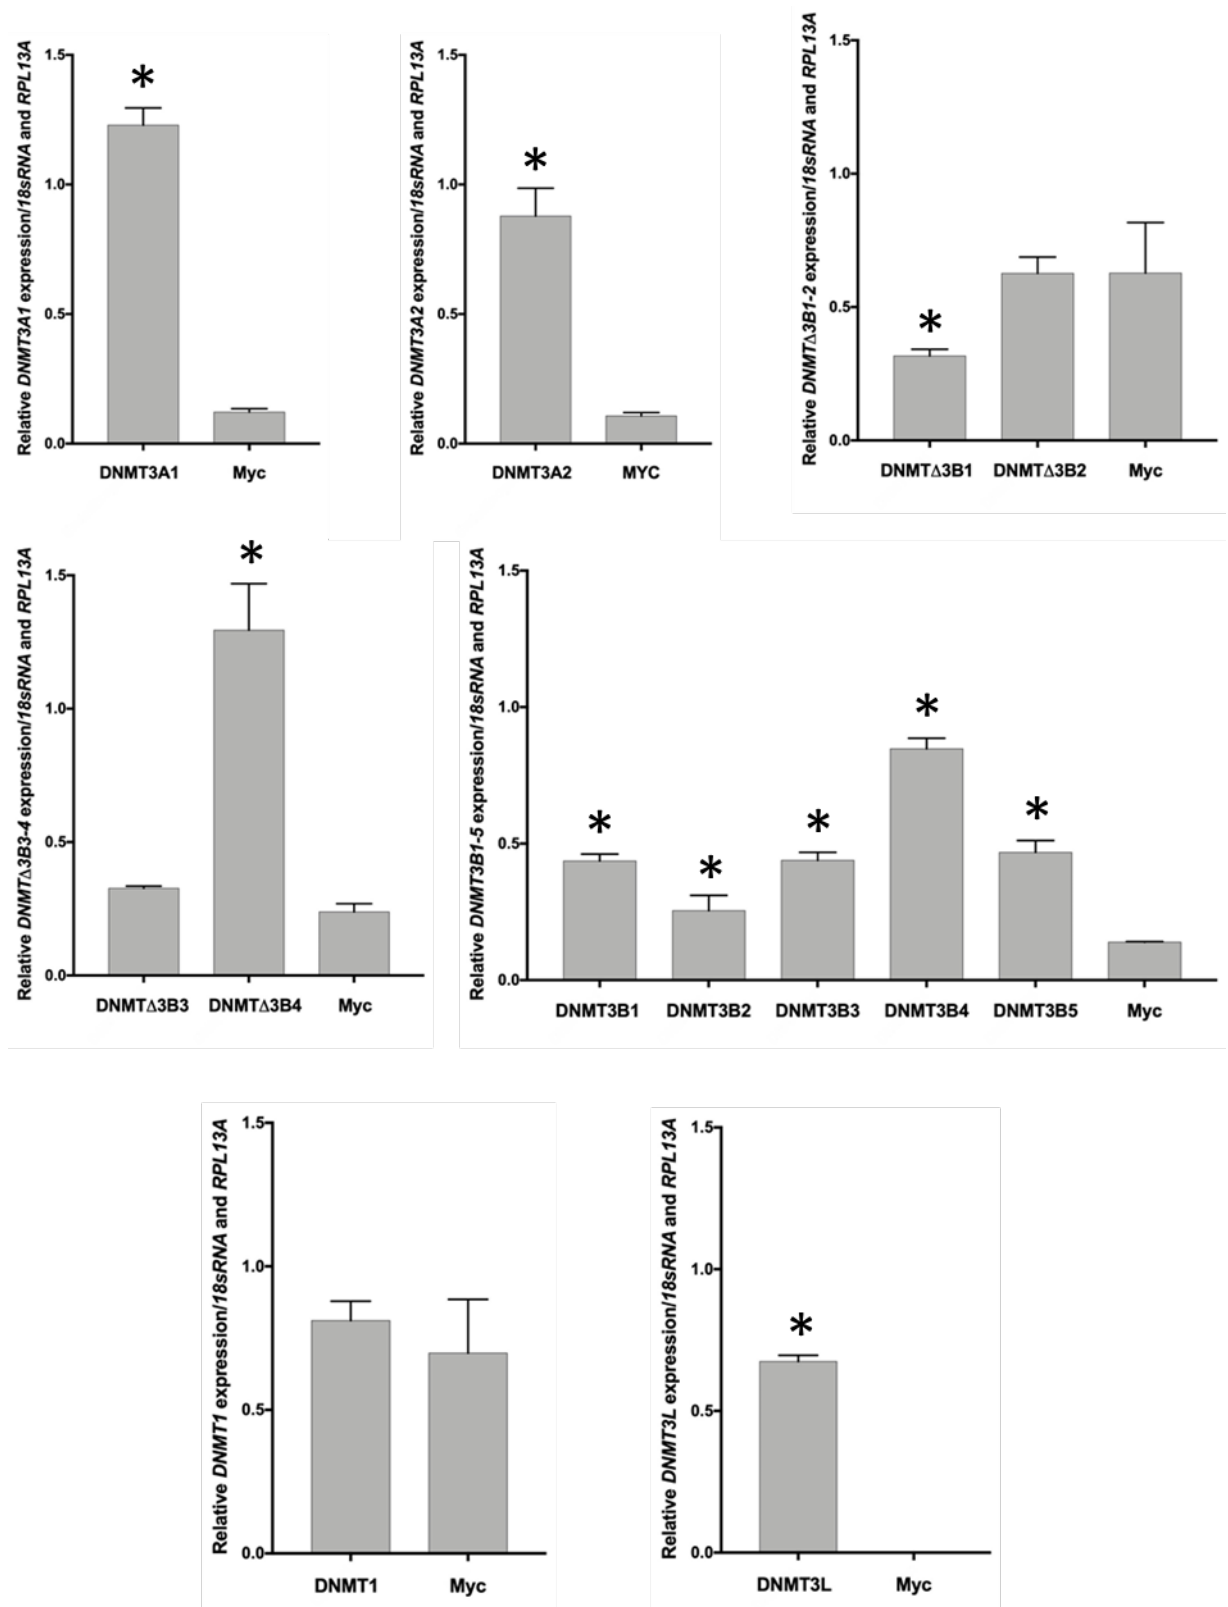 Relative DNMT3A1 expression/18sRNA and RPL13A
1.5
1.0
0.5
0.0
*
DNMT3A1 Myc
Relative DNMT3A2 expression/18sRNA and RPL13A
1.5
1.0
0.5
0.0
*
DNMT3A2 MYC
Relative DNMTΔ3B1-2 expression/18sRNA and RPL13A
1.5
1.0
0.5
0.0
*
DNMTΔ3B1 DNMTΔ3B2 Myc
Relative DNMTΔ3B3-4 expression/18sRNA and RPL13A
1.5
1.0
0.5
0.0
*
DNMTΔ3B3 DNMTΔ3B4 Myc
Relative DNMT3B1-5 expression/18sRNA and RPL13A
1.5
1.0
0.5
0.0
* * * * *
DNMT3B1 DNMT3B2 DNMT3B3 DNMT3B4 DNMT3B5 Myc
Relative DNMT1 expression/18sRNA and RPL13A
1.5
1.0
0.5
0.0
DNMT1 Myc
Relative DNMT3L expression/18sRNA and RPL13A
1.5
1.0
0.5
0.0
*
DNMT3L Myc